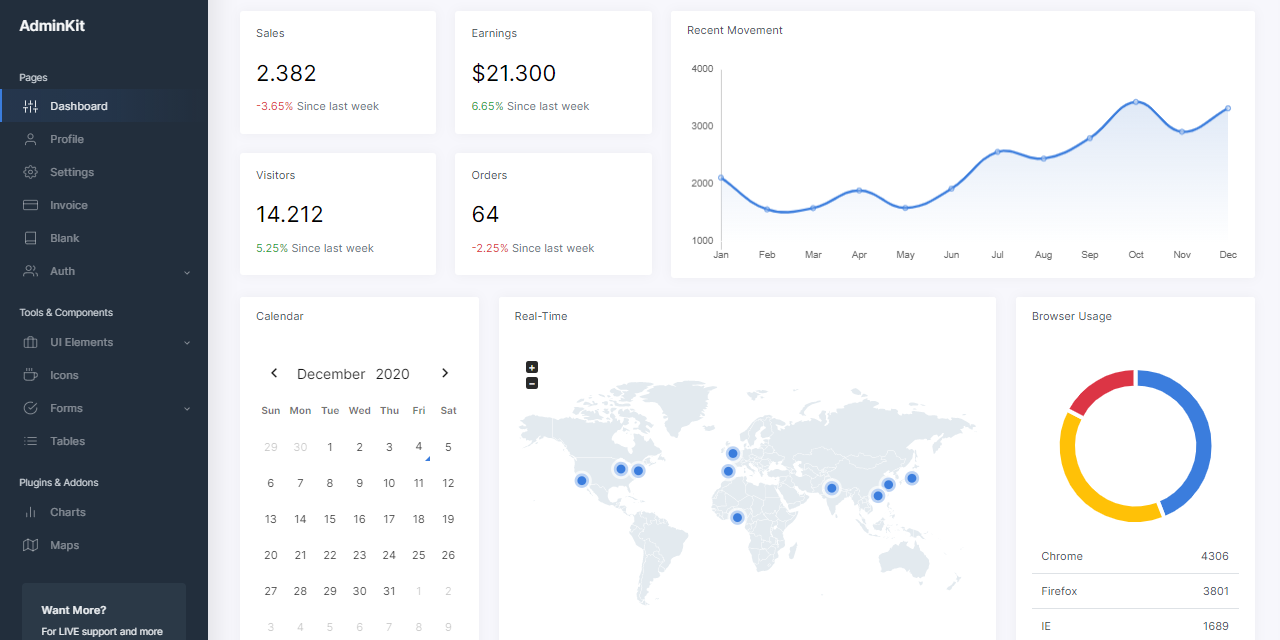 AdminKit
Pages
Dashboard
Profile
Settings
Invoice
Blank
Auth
Tools & Components
UI Elements
Icons
Forms
Tables
Plugins & Addons
Charts
Maps
Want More?
For LIVE support and more
Sales
2.382
-3.65% Since last week
Earnings
$21.300
6.65% Since last week
Visitors
14.212
5.25% Since last week
Orders
64
-2.25% Since last week
Recent Movement
4000
3000
2000
1000
Jan Feb Mar Apr May Jun Jul Aug Sep Oct Nov Dec
Calendar
December 2020
Sun Mon Tue Wed Thu Fri Sat
29 30 1 2 3 4 5
6 7 8 9 10 11 12
13 14 15 16 17 18 19
20 21 22 23 24 25 26
27 28 29 30 31 1 2
3 4 5 6 7 8 9
Real-Time
+
−
Browser Usage
Chrome 4306
Firefox 3801
IE 1689